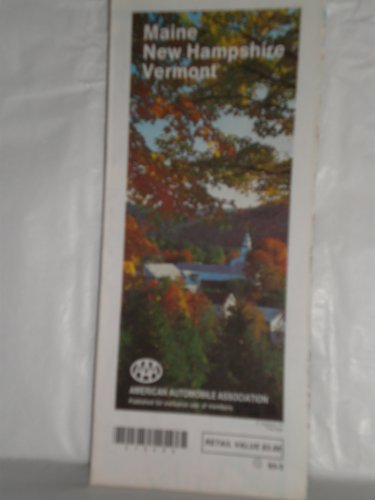 Maine
New Hampshire
Vermont
AAA
AMERICAN AUTOMOBILE ASSOCIATION
Published for exclusive use of members
RETAIL VALUE